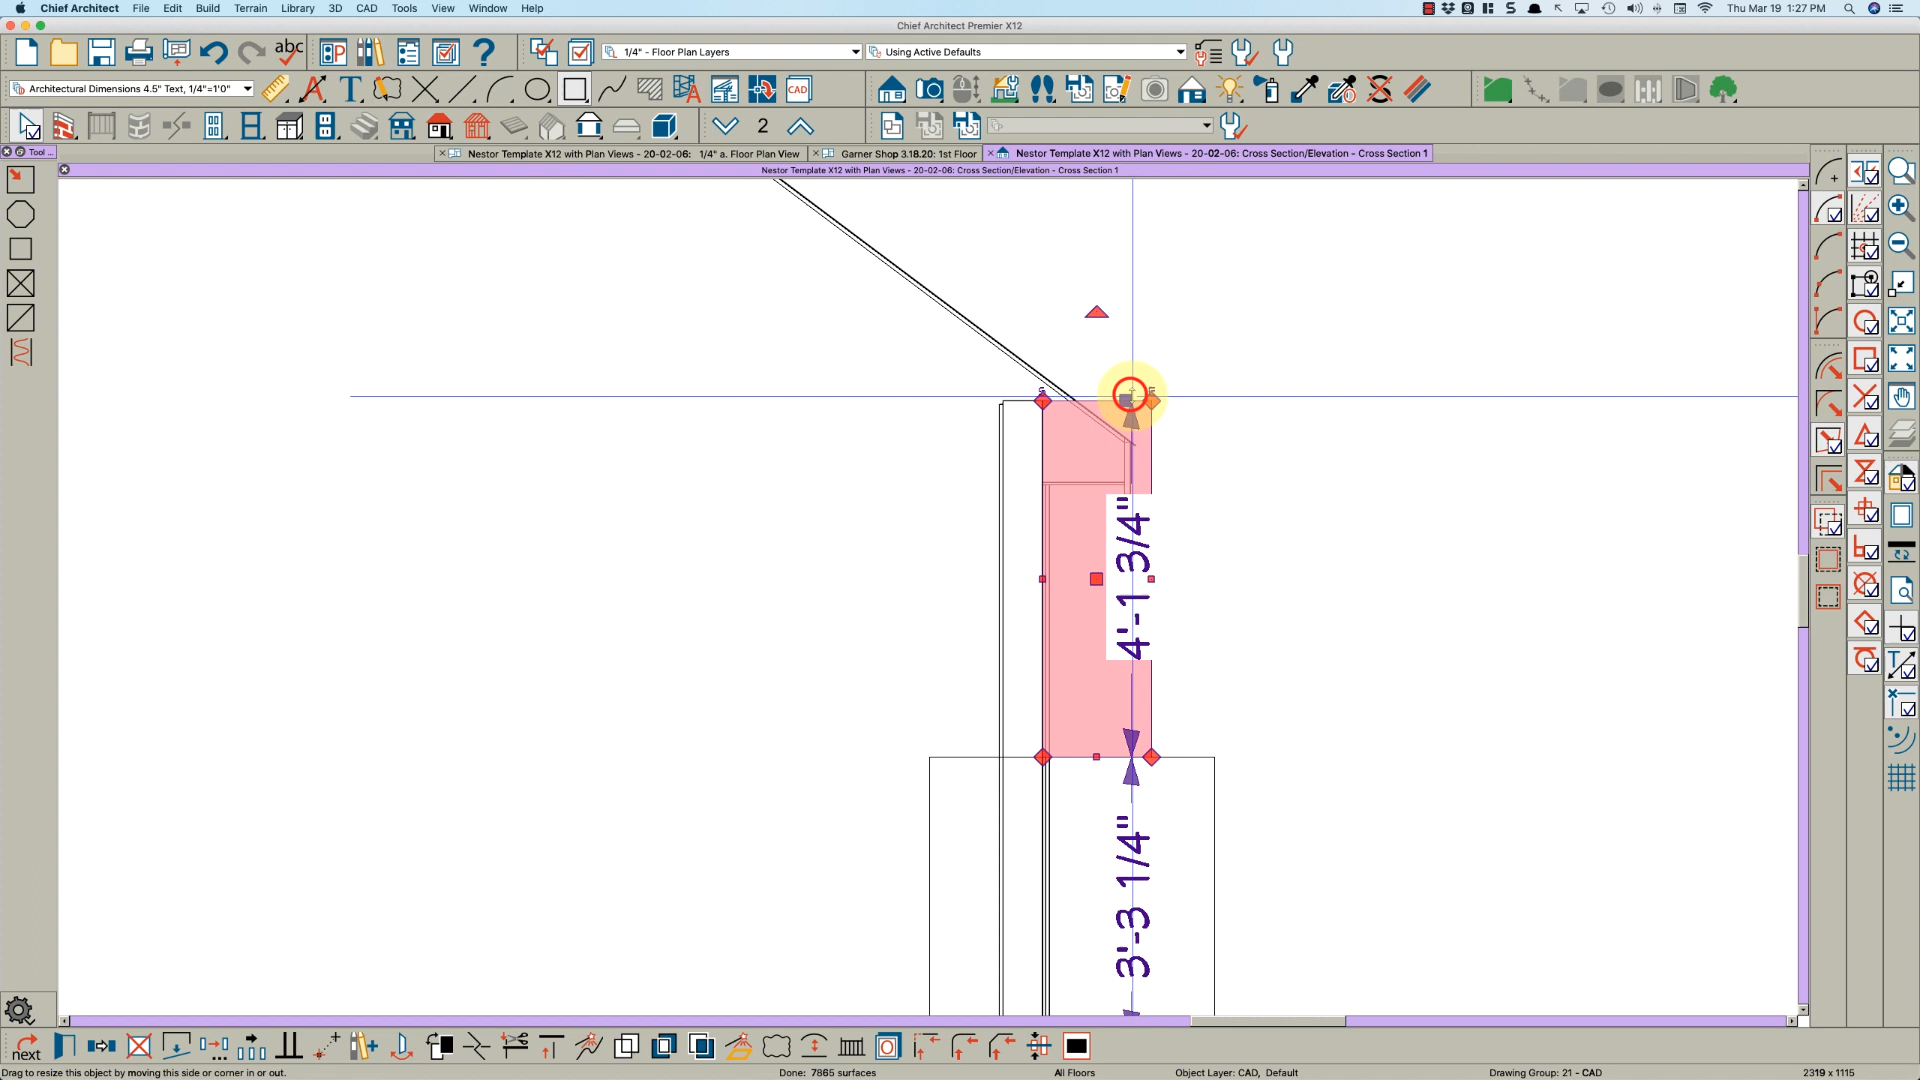 Chief Architect File Edit Build Terrain Library 3D CAD Tools View Window Help
Thu Mar 19 1:27 PM
Chief Architect Premier X12
abc
1/4" - Floor Plan Layers
Using Active Defaults
Architectural Dimensions 4.5" Text, 1/4"=1'0"
CAD
2
Tool ...
Nestor Template X12 with Plan Views - 20-02-06: 1/4" a. Floor Plan View
Garner Shop 3.18.20: 1st Floor
Nestor Template X12 with Plan Views - 20-02-06: Cross Section/Elevation - Cross Section 1
Nestor Template X12 with Plan Views - 20-02-06: Cross Section/Elevation - Cross Section 1
4'-1 3/4"
3'-3 1/4"
next
Drag to resize this object by moving this side or corner in or out.
Done: 7865 surfaces
All Floors
Object Layer: CAD, Default
Drawing Group: 21 - CAD
2319 x 1115